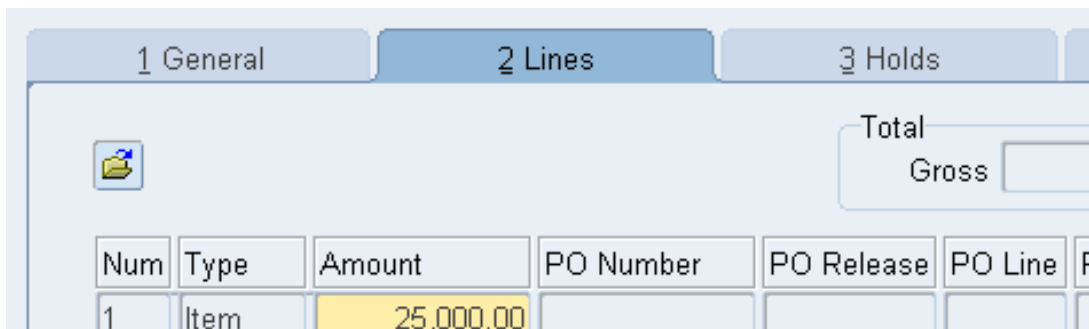 1 General 2 Lines 3 Holds
Total
Gross
Num Type Amount PO Number PO Release PO Line
1 Item 25,000.00